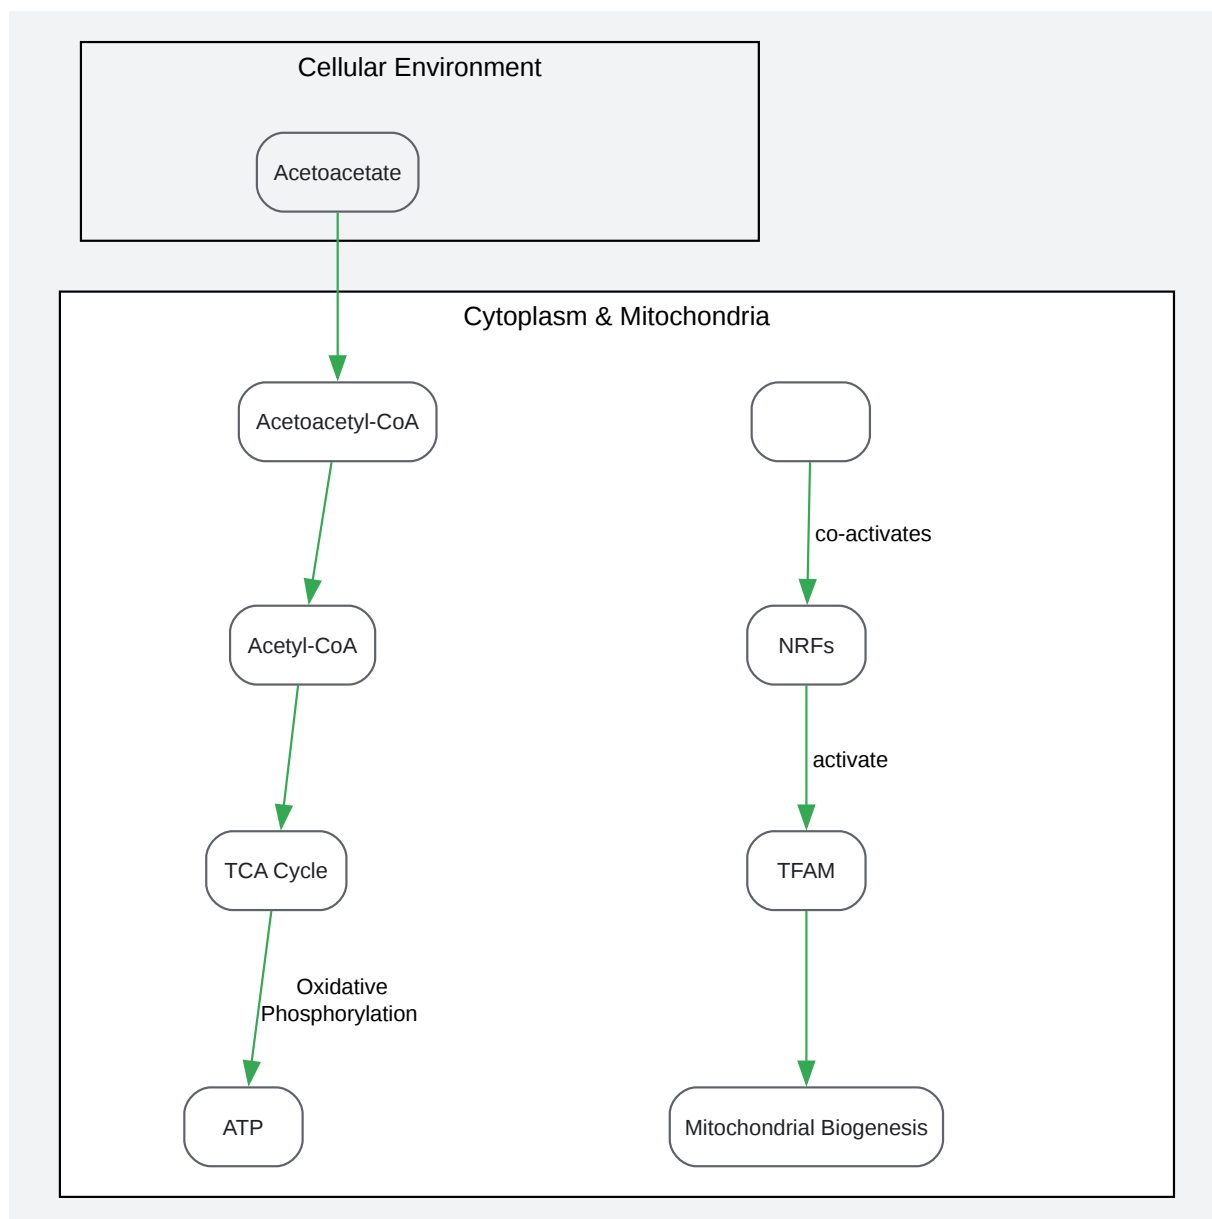 Cellular Environment
Acetoacetate
Cytoplasm & Mitochondria
Acetoacetyl-CoA
co-activates
Acetyl-CoA
NRFs
activate
TCA Cycle
TFAM
Oxidative
Phosphorylation
ATP
Mitochondrial Biogenesis